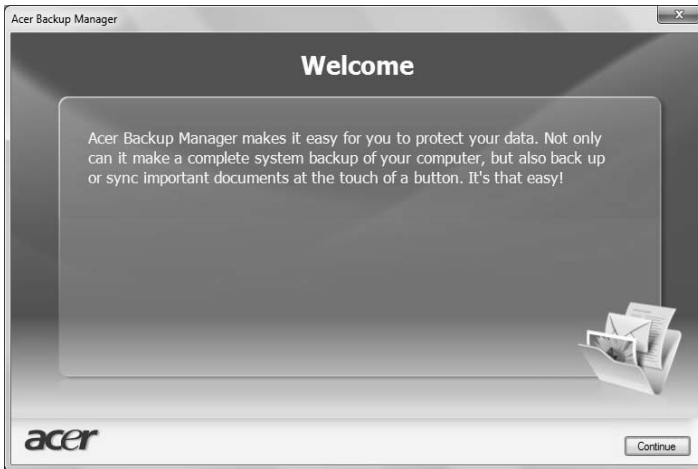 Acer Backup Manager
X
Welcome
Acer Backup Manager makes it easy for you to protect your data. Not only
can it make a complete system backup of your computer, but also back up
or sync important documents at the touch of a button. It's that easy!
acer
Continue